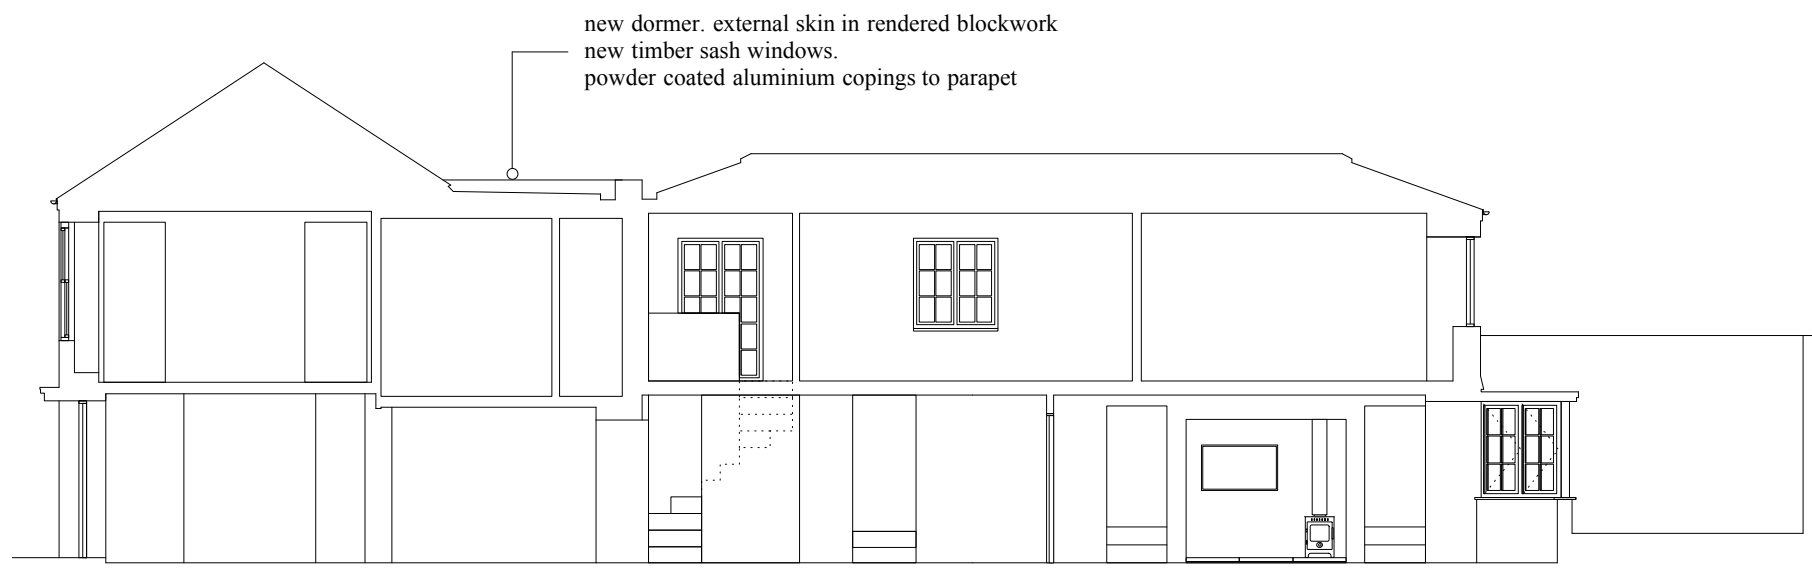 new dormer. external skin in rendered blockwork
new timber sash windows.
powder coated aluminium copings to parapet